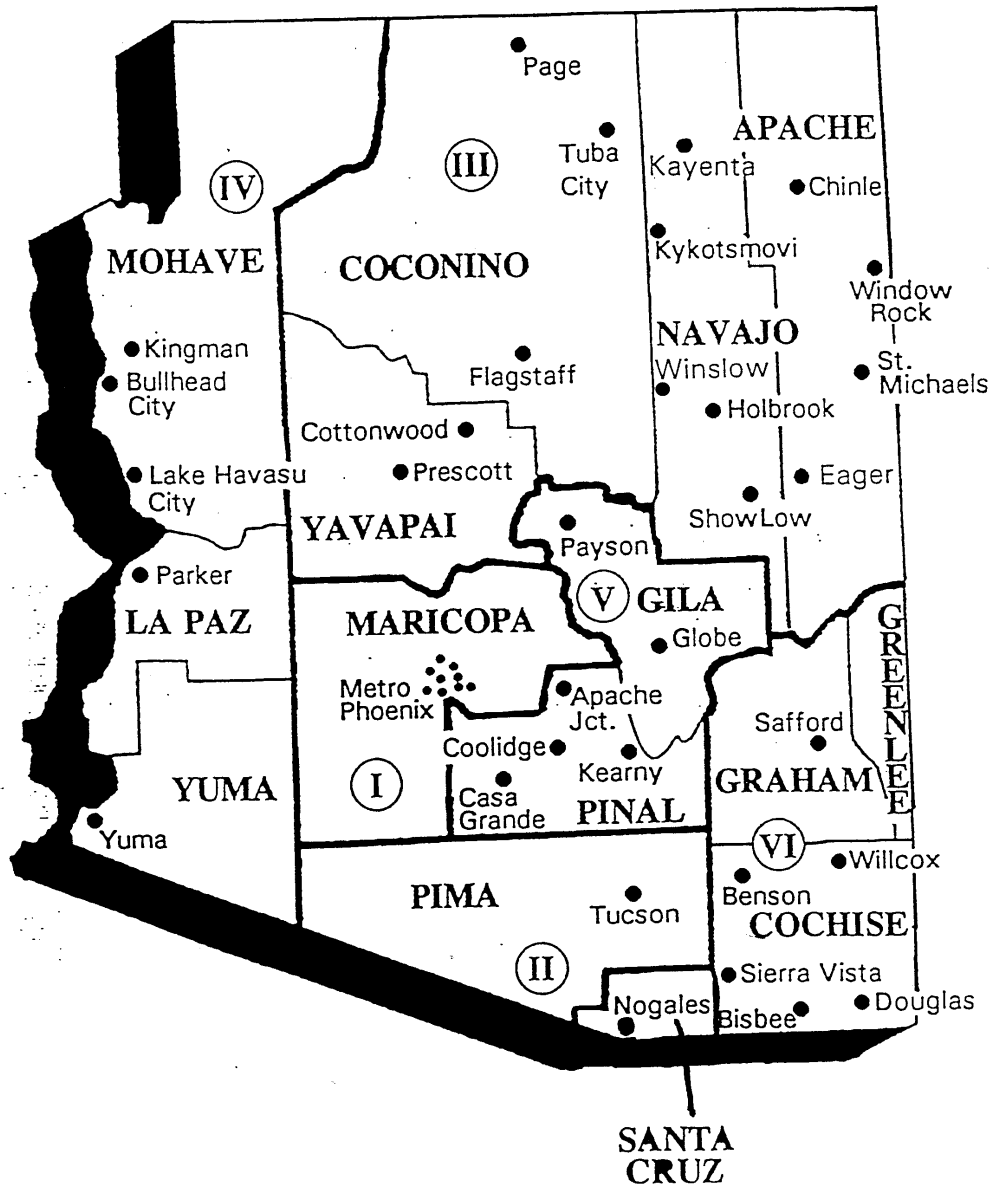 Page
APACHE
Tuba
City
Kayenta
III
IV
Chinle
Kykotsmovi
MOHAVE
COCONINO
Window
Rock
NAVAJO
Kingman
Winslow
Flagstaff
St.
Michaels
Bullhead
City
Holbrook
Cottonwood
Prescott
Eager
Lake Havasu
City
ShowLow
YAVAPAI
Payson
Parker
V
GILA
LA PAZ
MARICOPA
Globe
GREENLEE
Metro
Phoenix
Apache
Jct.
Safford
Coolidge
Kearny
I
YUMA
GRAHAM
Casa
Grande
PINAL
Yuma
VI
Willcox
Benson
PIMA
Tucson
COCHISE
II
Sierra Vista
Nogales
Bisbee
Douglas
SANTA
CRUZ